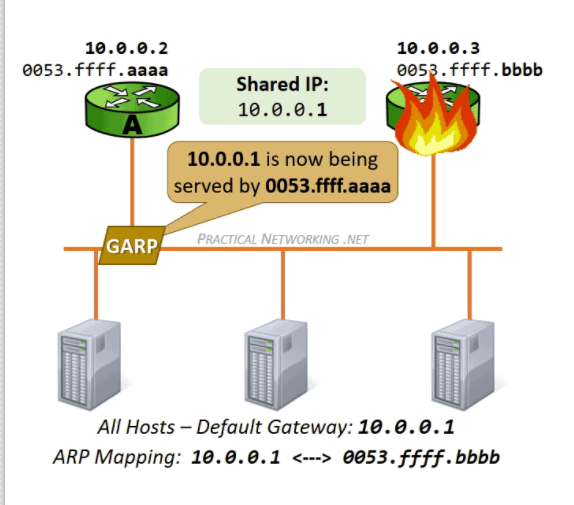 10.0.0.2
0053.ffff.aaaa
A
Shared IP:
10.0.0.1
10.0.0.3
0053.ffff.bbbb
10.0.0.1 is now being
served by 0053.ffff.aaaa
GARP
PRACTICAL NETWORKING .NET
All Hosts – Default Gateway: 10.0.0.1
ARP Mapping: 10.0.0.1 <---> 0053.ffff.bbbb